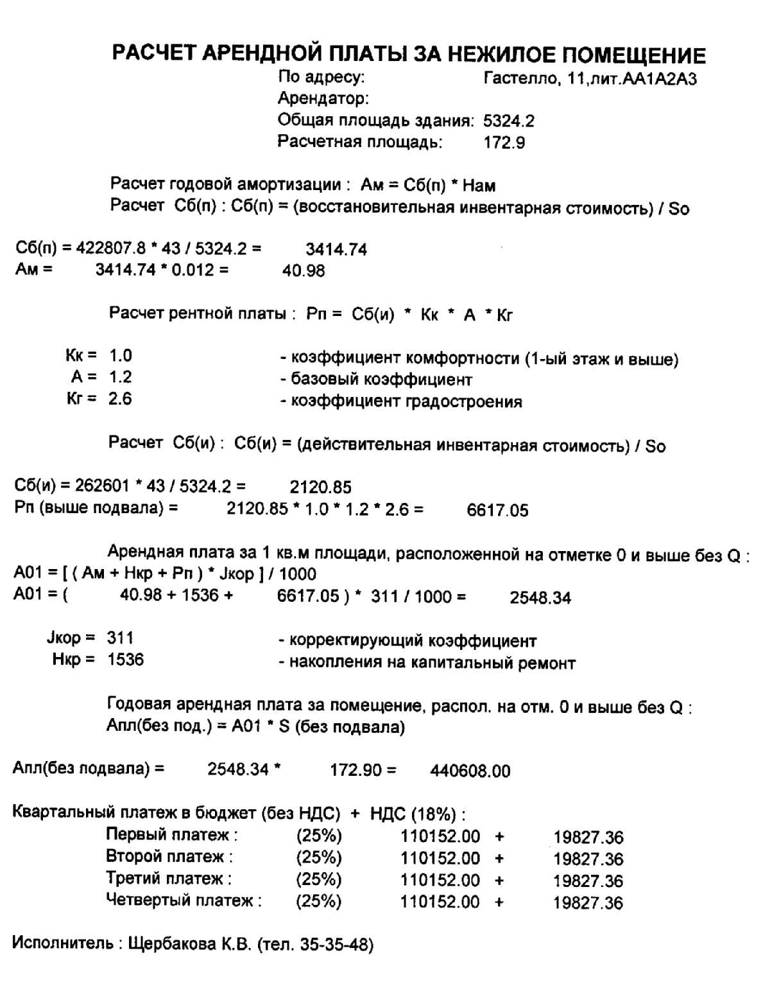 РАСЧЕТ АРЕНДНОЙ ПЛАТЫ ЗА НЕЖИЛОЕ ПОМЕЩЕНИЕ
По адресу: Гастелло, 11,лит.АА1А2А3
Арендатор:
Общая площадь здания: 5324.2
Расчетная площадь: 172.9
Расчет годовой амортизации : Ам = Сб(п) * Нам
Расчет Сб(п) : Сб(п) = (восстановительная инвентарная стоимость) / So
Сб(п) = 422807.8 * 43 / 5324.2 = 3414.74
Ам = 3414.74 * 0.012 = 40.98
Расчет рентной платы : Рп = Сб(и) * Кк * А * Кг
Кк = 1.0 - коэффициент комфортности (1-ый этаж и выше)
А = 1.2 - базовый коэффициент
Кг = 2.6 - коэффициент градостроения
Расчет Сб(и) : Сб(и) = (действительная инвентарная стоимость) / So
Сб(и) = 262601 * 43 / 5324.2 = 2120.85
Рп (выше подвала) = 2120.85 * 1.0 * 1.2 * 2.6 = 6617.05
Арендная плата за 1 кв.м площади, расположенной на отметке 0 и выше без Q :
А01 = [ ( Ам + Нкр + Рп ) * Jкор ] / 1000
А01 = ( 40.98 + 1536 + 6617.05 ) * 311 / 1000 = 2548.34
Jкор = 311 - корректирующий коэффициент
Нкр = 1536 - накопления на капитальный ремонт
Годовая арендная плата за помещение, распол. на отм. 0 и выше без Q :
Апл(без под.) = А01 * S (без подвала)
Апл(без подвала) = 2548.34 * 172.90 = 440608.00
Квартальный платеж в бюджет (без НДС) + НДС (18%) :
Первый платеж : (25%) 110152.00 + 19827.36
Второй платеж : (25%) 110152.00 + 19827.36
Третий платеж : (25%) 110152.00 + 19827.36
Четвертый платеж : (25%) 110152.00 + 19827.36
Исполнитель : Щербакова К.В. (тел. 35-35-48)